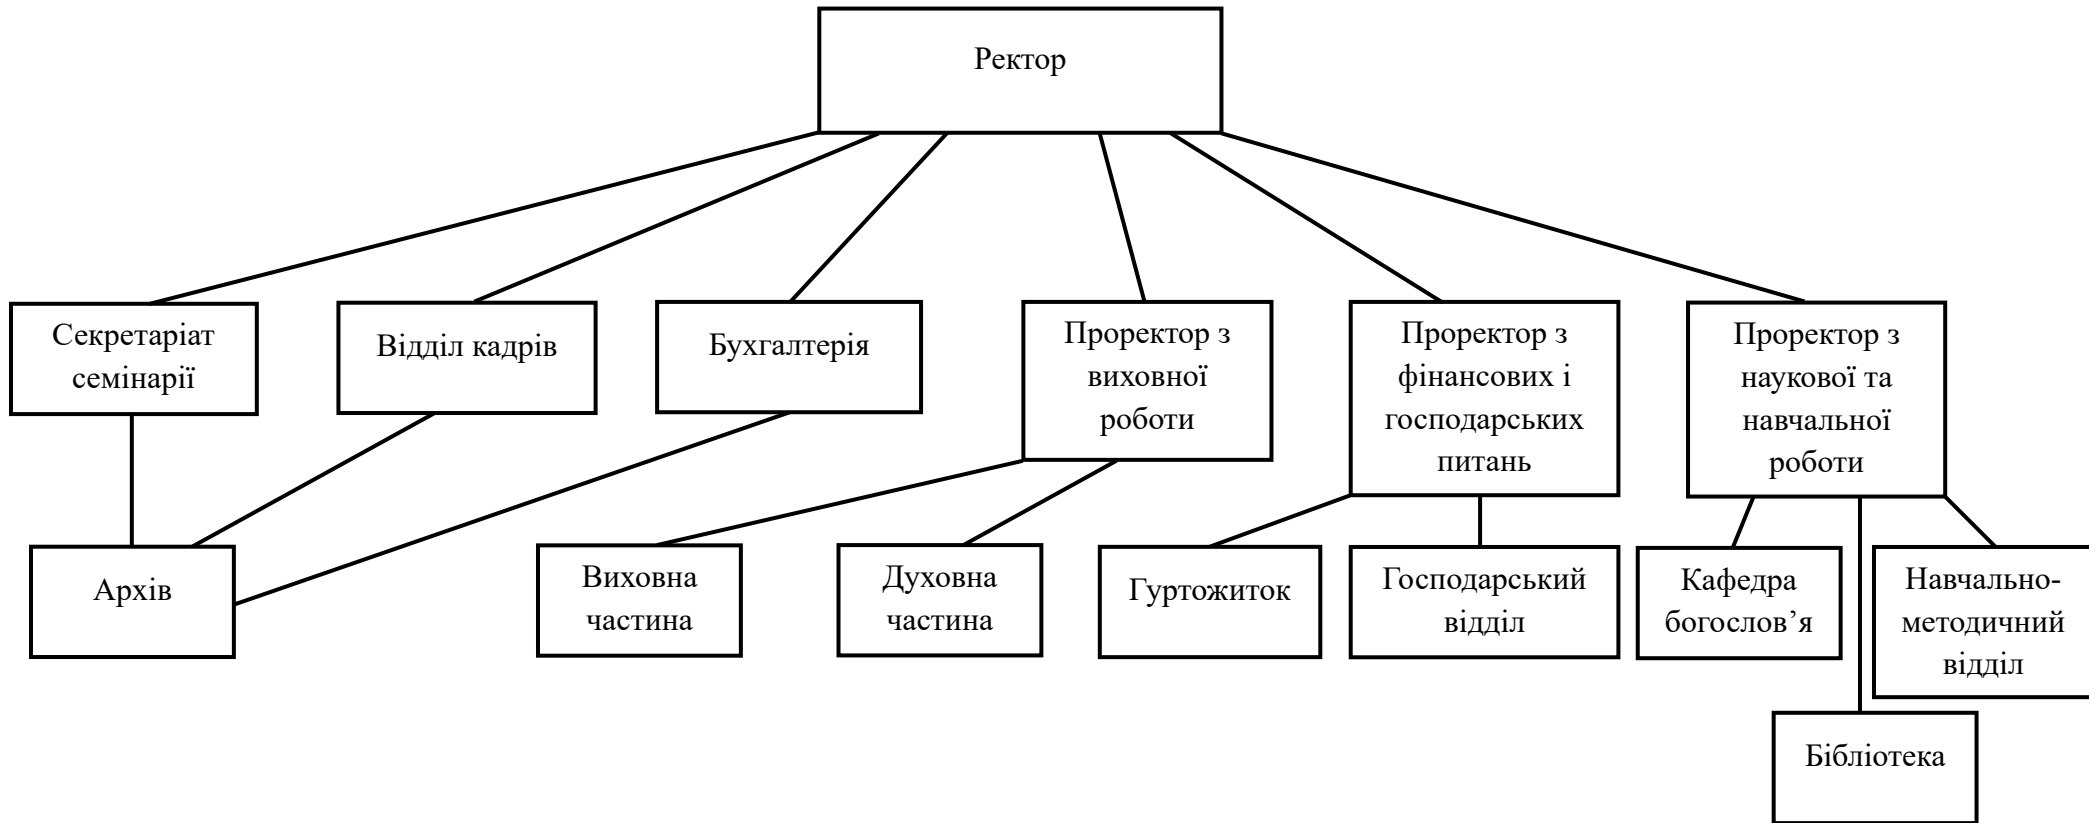 Ректор
Секретаріат
семінарії
Відділ кадрів
Бухгалтерія
Проректор з
виховної
роботи
Проректор з
фінансових і
господарських
питань
Проректор з
наукової та
навчальної
роботи
Архів
Виховна
частина
Духовна
частина
Гуртожиток
Господарський
відділ
Кафедра
богослов’я
Навчально-
методичний
відділ
Бібліотека